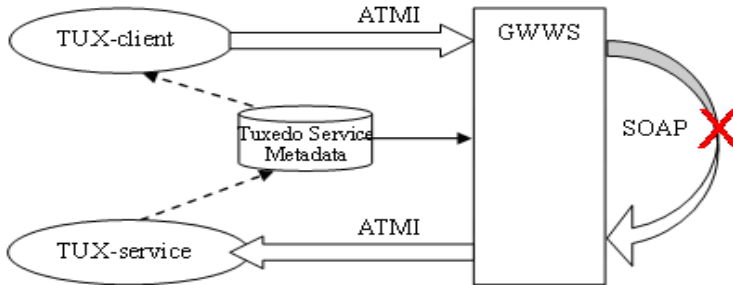 TUX-client
ATMI
GWWS
Tuxedo Service
Metadata
SOAP
TUX-service
ATMI